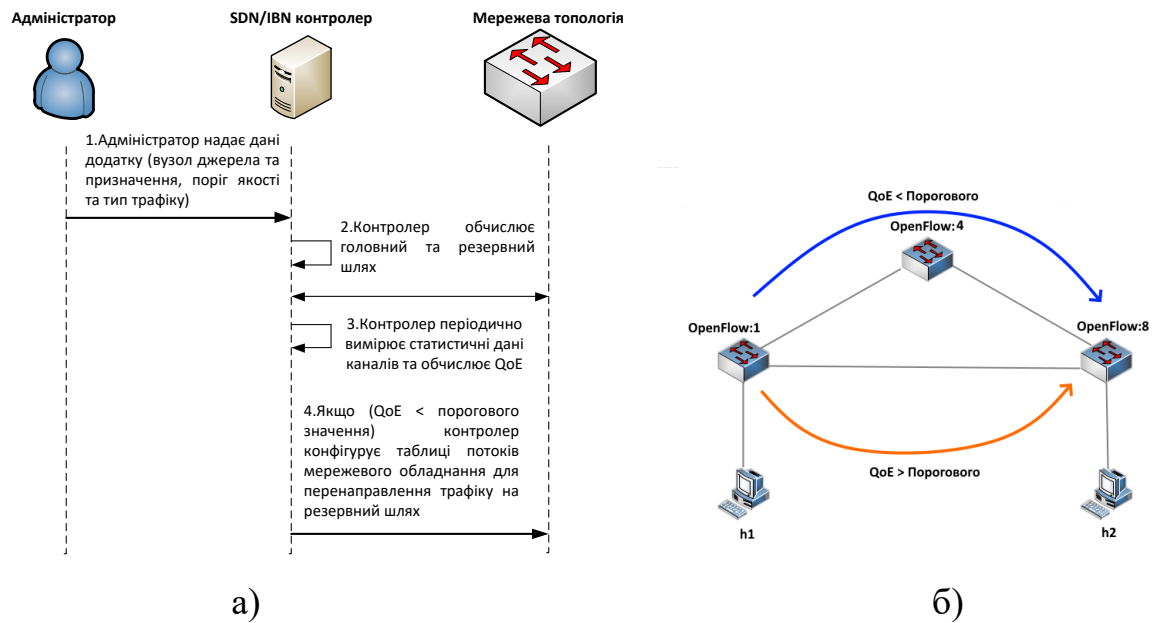 Адміністратор
SDN/IBN контролер
Мережева топологія
1.Адміністратор надає дані
додатку (вузол джерела та
призначення, поріг якості
та тип трафіку)
2.Контролер обчислює
головний та резервний
шлях
3.Контролер періодично
вимірює статистичні дані
каналів та обчислює QoE
4.Якщо (QoE < порогового
значення) контролер
конфігурує таблиці потоків
мережевого обладнання для
перенаправлення трафіку на
резервний шлях
а)
QoE < Порогового
OpenFlow:4
OpenFlow:1
OpenFlow:8
QoE > Порогового
h1
h2
б)